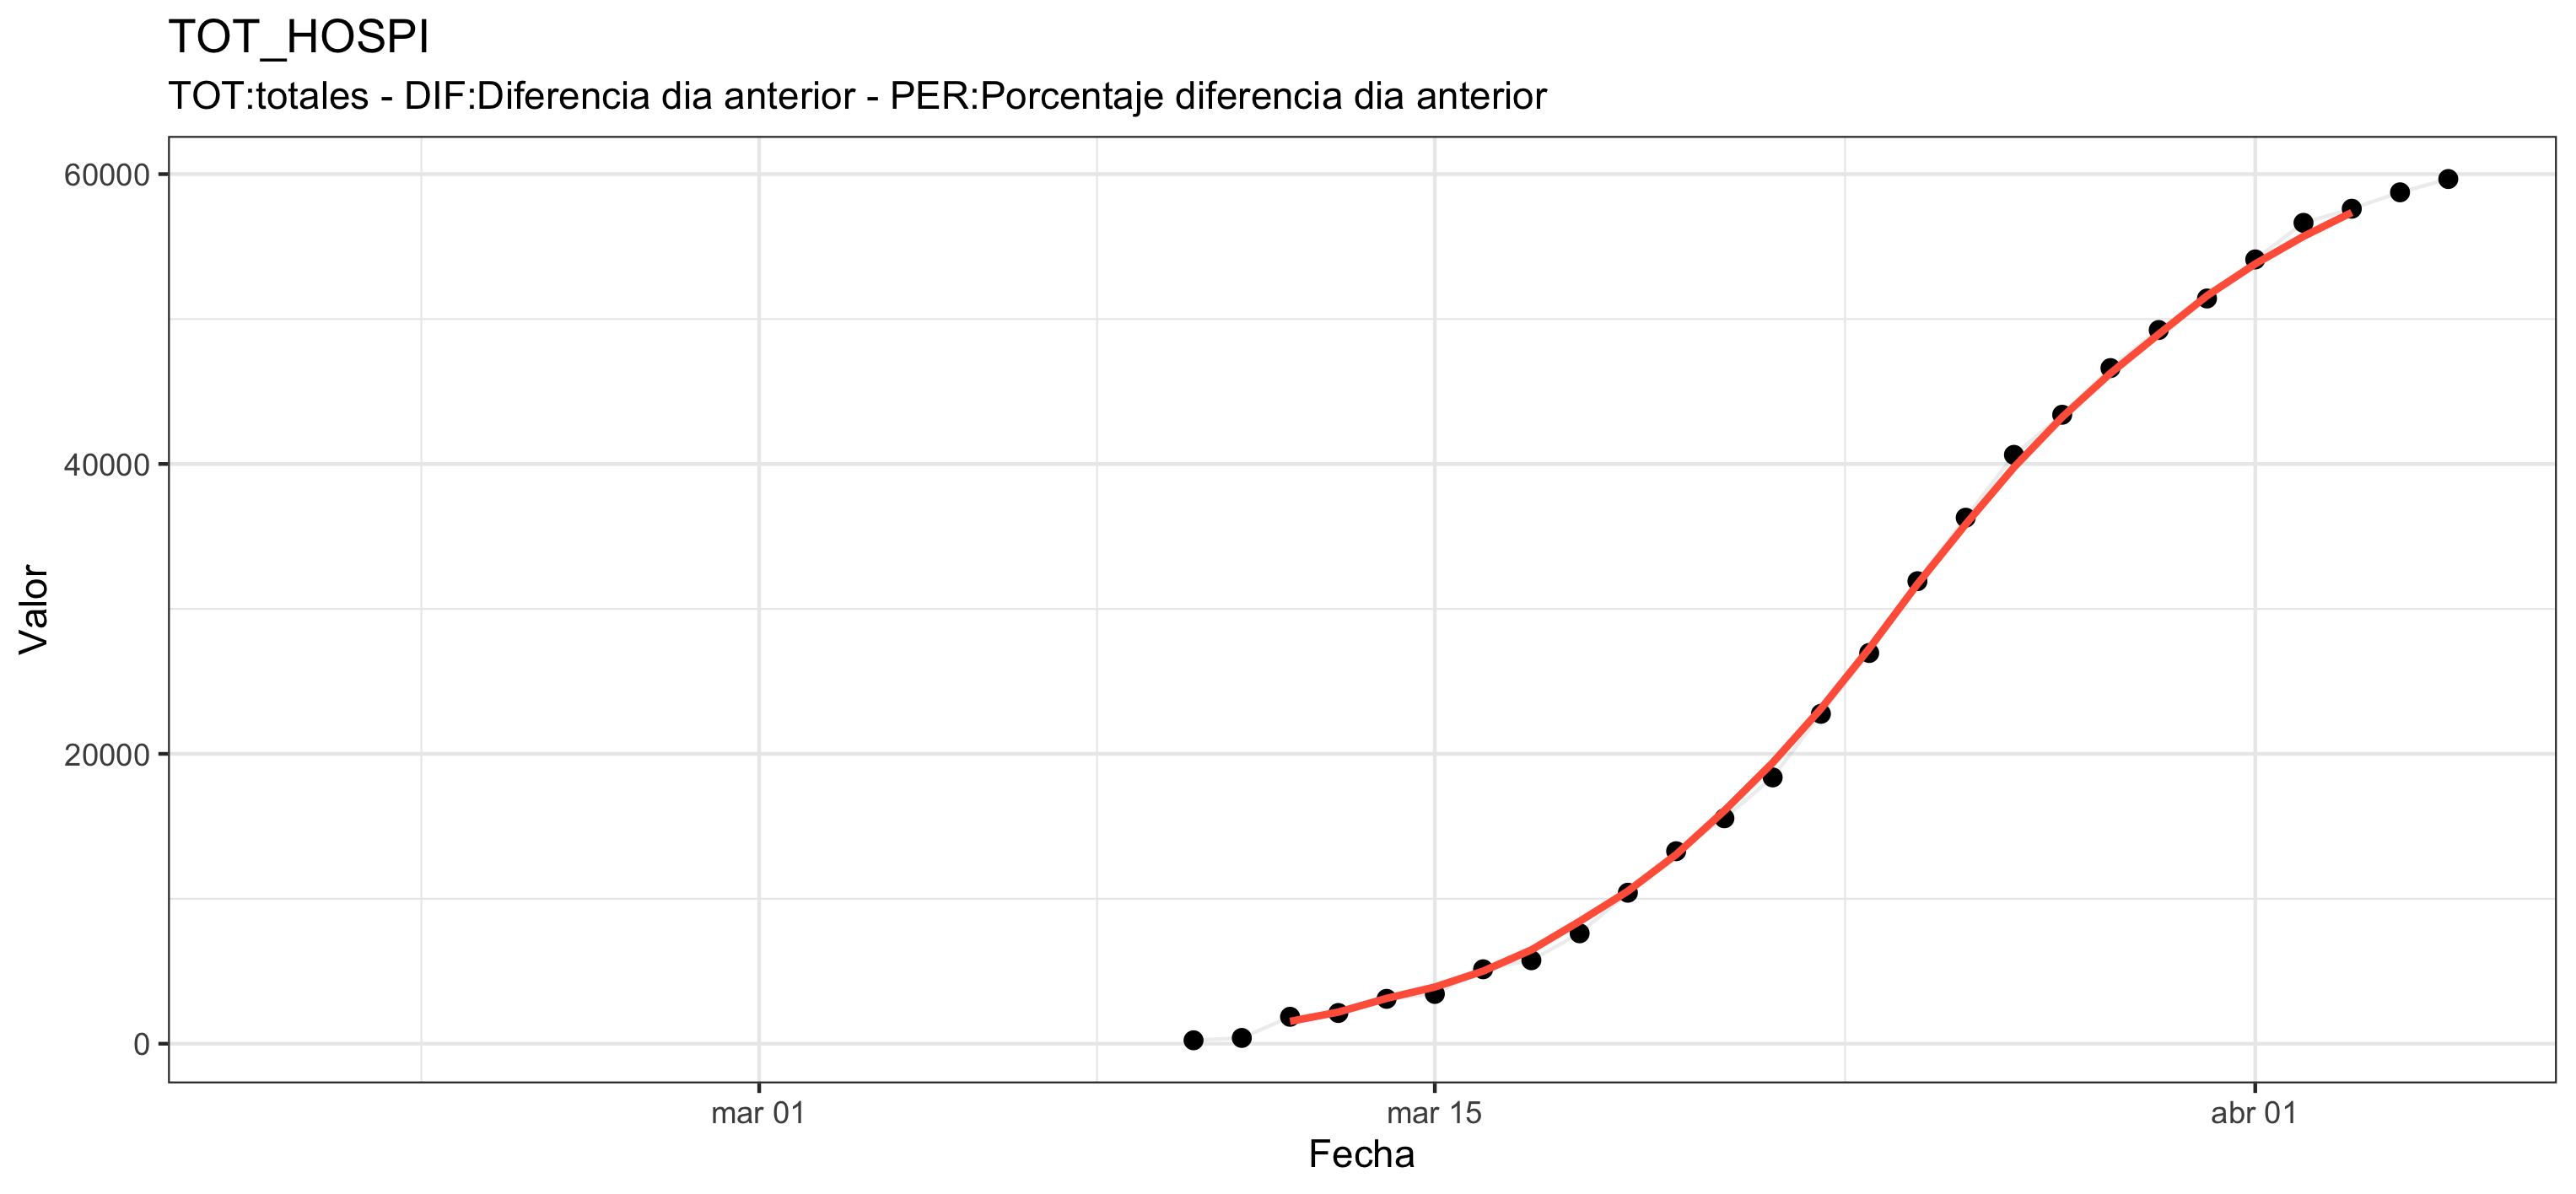 TOT_HOSPI
TOT:totales - DIF:Diferencia dia anterior - PER:Porcentaje diferencia dia anterior
60000
40000
20000
0
Valor
mar 01
mar 15
abr 01
Fecha